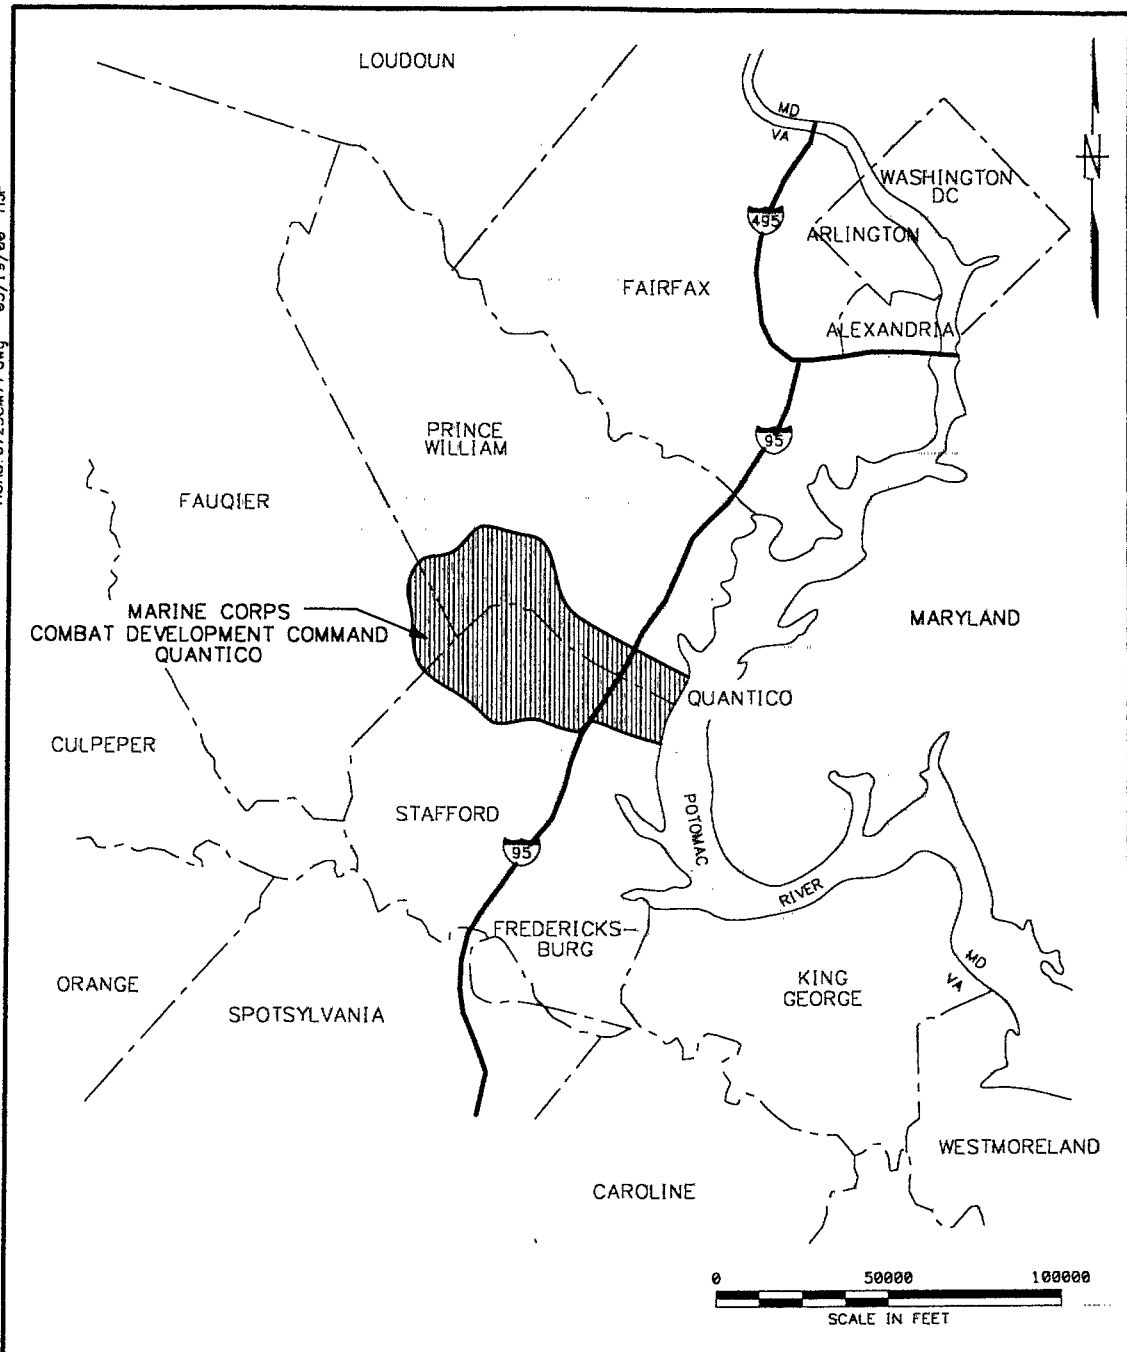 LOUDOUN
MD
VA
WASHINGTON
DC
495
ARLINGTON
N
FAIRFAX
ALEXANDRIA
95
PRINCE
WILLIAM
FAUQIER
MARINE CORPS
COMBAT DEVELOPMENT COMMAND
QUANTICO
MARYLAND
QUANTICO
CULPEPER
STAFFORD
POTOMAC
95
RIVER
FREDERICKS-
BURG
MD
VA
ORANGE
KING
GEORGE
SPOTSYLVANIA
WESTMORELAND
CAROLINE
0 50000 100000
SCALE IN FEET